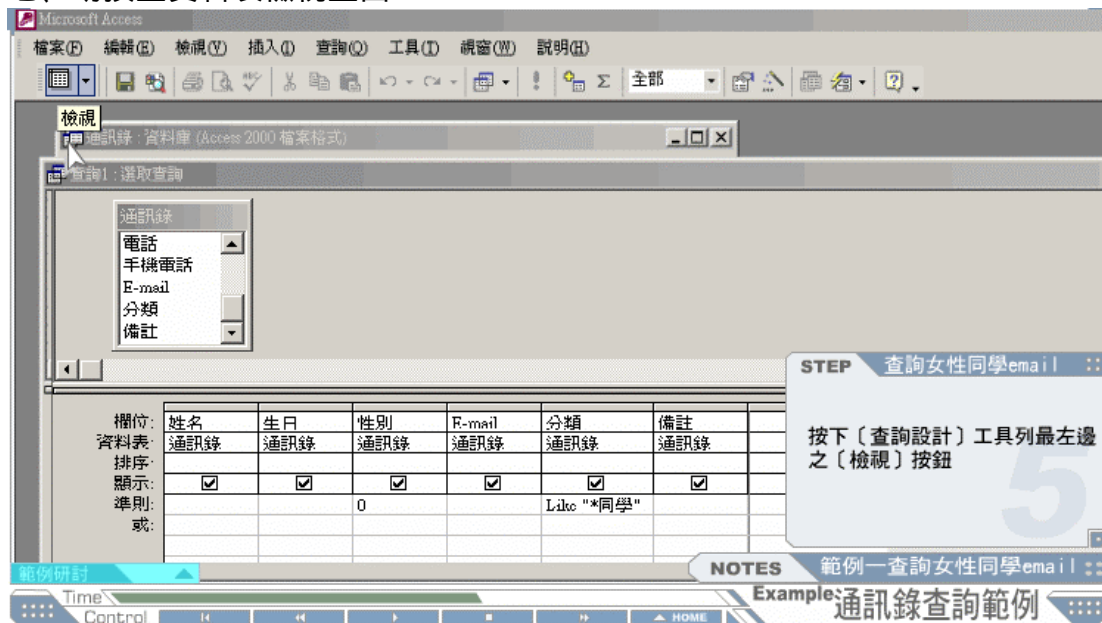 Microsoft Access
檔案(F) 編輯(E) 檢視(V) 插入(I) 查詢(Q) 工具(T) 視窗(W) 說明(H)
全部
檢視
通訊錄 : 資料庫 (Access 2000 檔案格式)
查詢1 : 選取查詢
通訊錄
電話
手機電話
E-mail
分類
備註
STEP 查詢女性同學email
按下〔查詢設計〕工具列最左邊
之〔檢視〕按鈕
5
欄位: 姓名 生日 性別 E-mail 分類 備註
資料表: 通訊錄 通訊錄 通訊錄 通訊錄 通訊錄 通訊錄
排序:
顯示:
準則: 0 Like "*同學"
或:
範例研討
NOTES 範例一查詢女性同學email
Time
Control
HOME
Example:通訊錄查詢範例